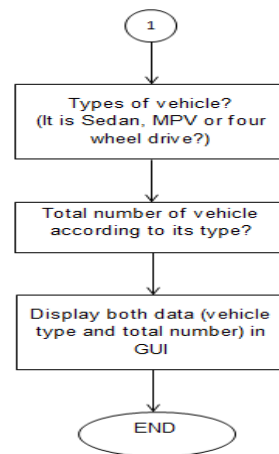 1
Types of vehicle?
(It is Sedan, MPV or four
wheel drive?)
Total number of vehicle
according to its type?
Display both data (vehicle
type and total number) in
GUI
END